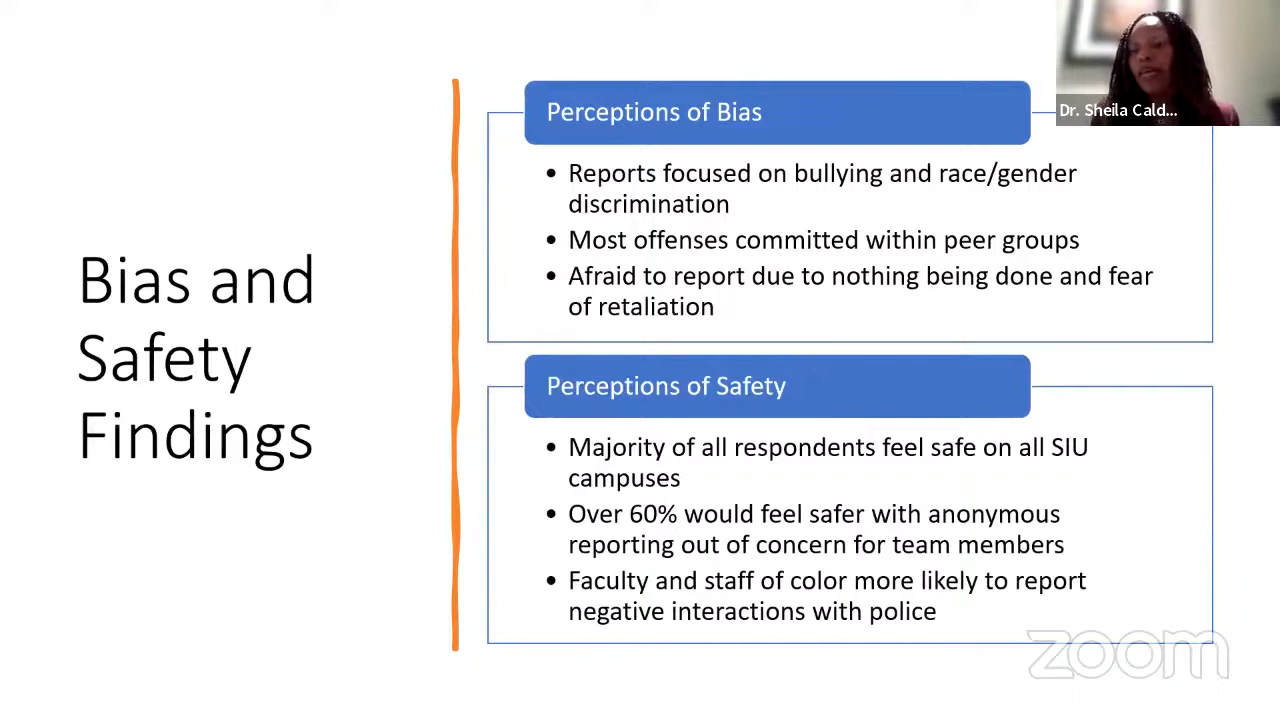 Dr. Sheila Cald...
Bias and
Safety
Findings
Perceptions of Bias
• Reports focused on bullying and race/gender
discrimination
• Most offenses committed within peer groups
• Afraid to report due to nothing being done and fear
of retaliation
Perceptions of Safety
• Majority of all respondents feel safe on all SIU
campuses
• Over 60% would feel safer with anonymous
reporting out of concern for team members
• Faculty and staff of color more likely to report
negative interactions with police
zoom